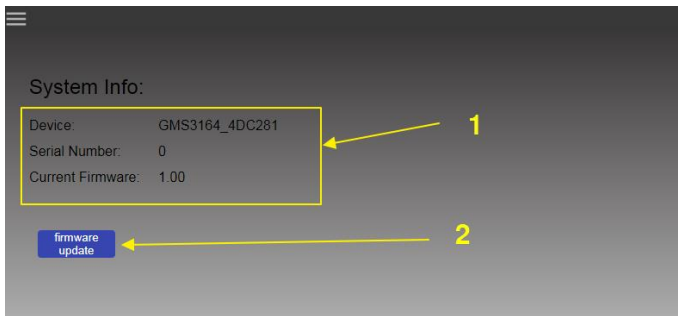 System Info:
Device: GMS3164_4DC281
1
Serial Number: 0
Current Firmware: 1.00
firmware
update
2